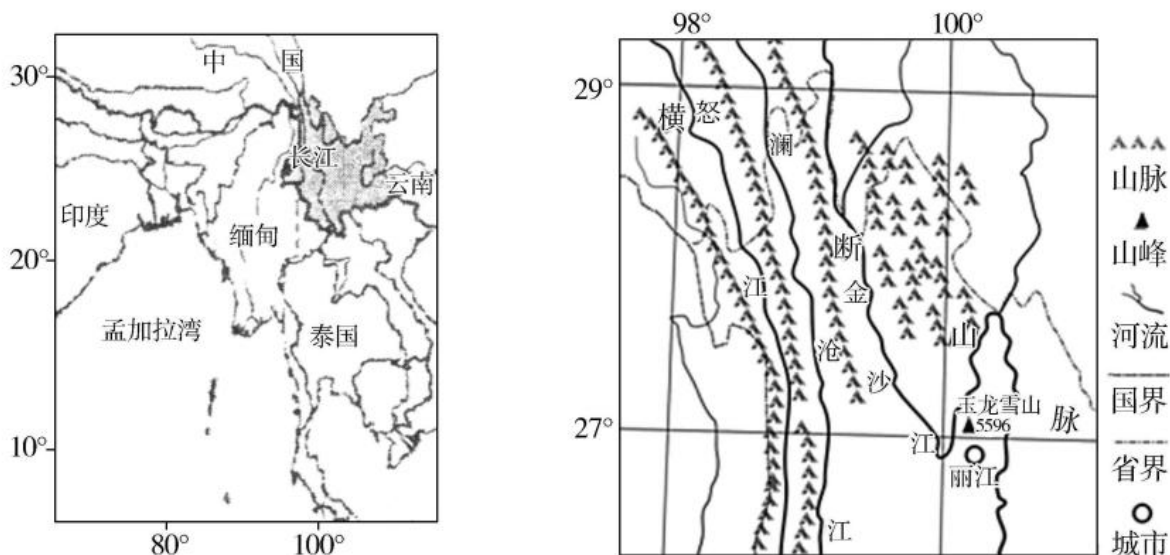 30°
20°
10°
80°
100°
中
国
长江
云南
印度
缅甸
孟加拉湾
泰国
98°
100°
29°
27°
横
断
山
脉
怒
江
澜
沧
江
金
沙
江
玉龙雪山
5596
丽江
山脉
山峰
河流
国界
省界
城市